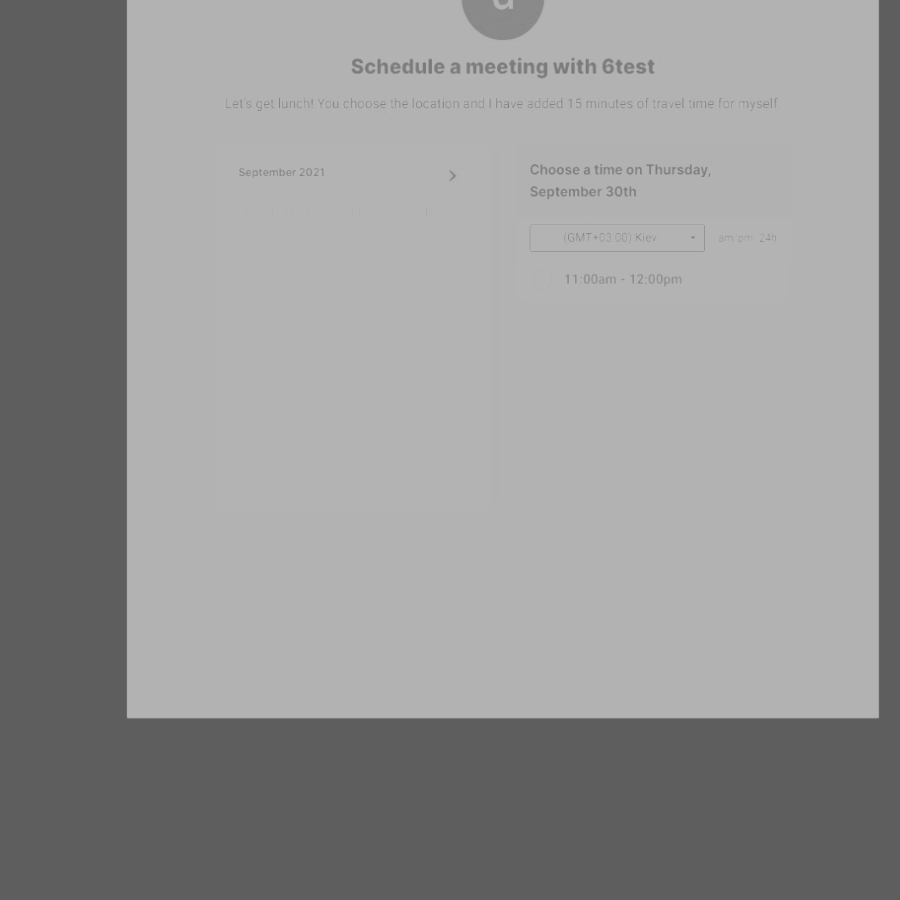 Schedule a meeting with 6test
Let's get lunch! You choose the location and I have added 15 minutes of travel time for myself
September 2021
Choose a time on Thursday,
September 30th
(GMT+03:00) Kiev
am/pm 24h
11:00am - 12:00pm